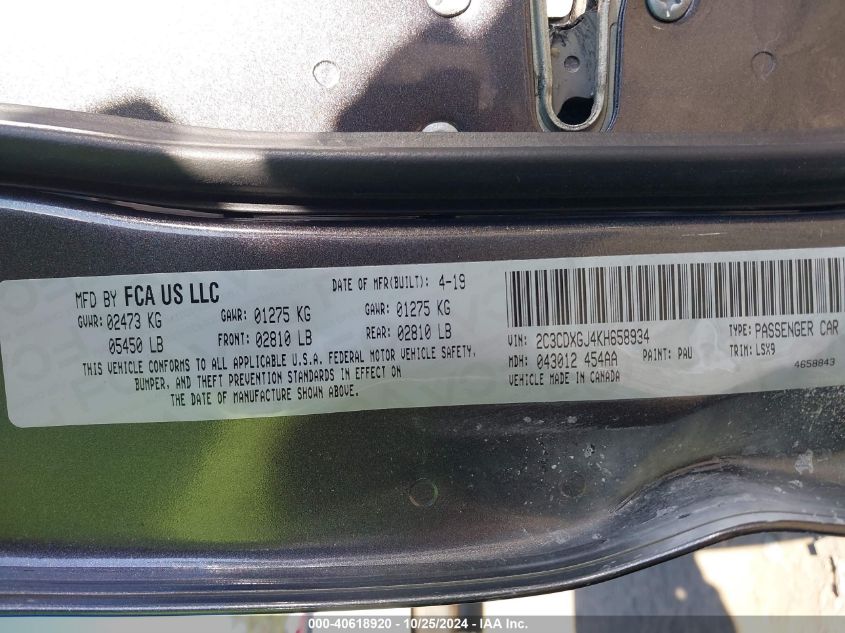 MFD BY FCA US LLC
DATE OF MFR(BUILT): 4-19
GVWR: 02473 KG
GAWR: 01275 KG
GAWR: 01275 KG
05450 LB
FRONT: 02810 LB
REAR: 02810 LB
THIS VEHICLE CONFORMS TO ALL APPLICABLE U.S.A. FEDERAL MOTOR VEHICLE SAFETY,
BUMPER, AND THEFT PREVENTION STANDARDS IN EFFECT ON
THE DATE OF MANUFACTURE SHOWN ABOVE.
VIN: 2C3CDXGJ4KH658934
TYPE: PASSENGER CAR
MDH: 043012 454AA
PAINT: PAU
TRIM: LSX9
VEHICLE MADE IN CANADA
4658843
000-40618920 - 10/25/2024 - IAA Inc.